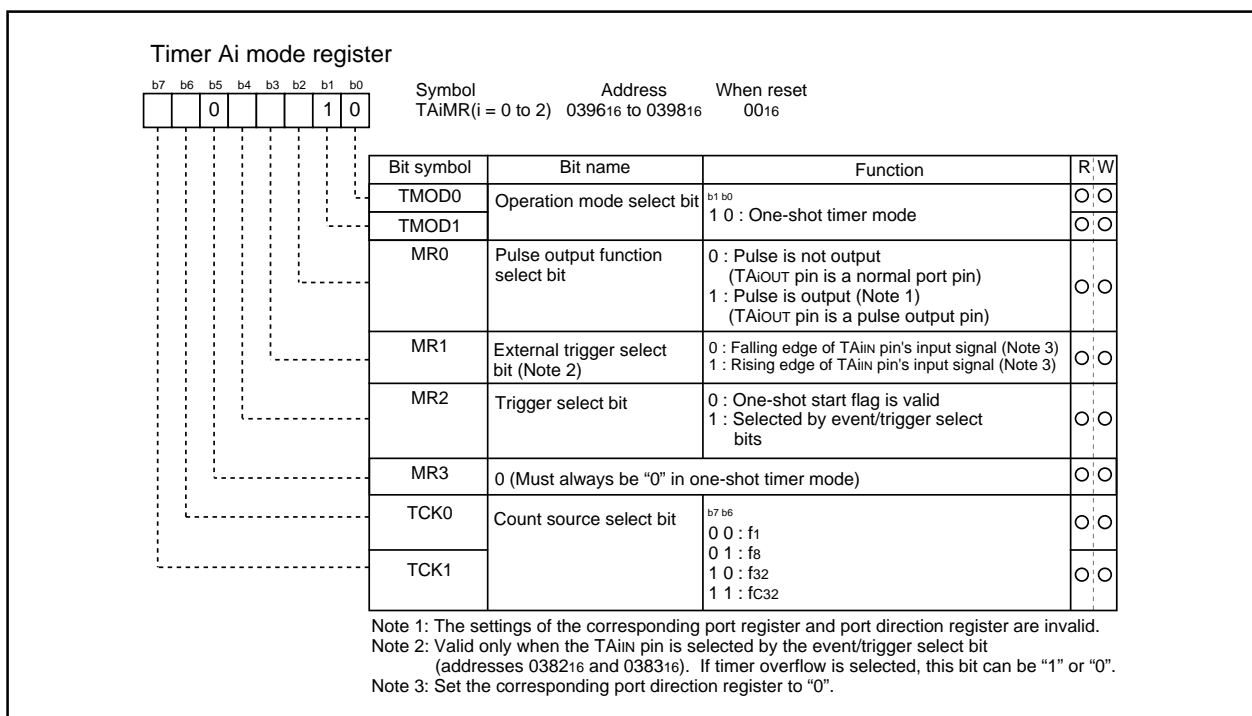 Timer Ai mode register
b7 b6 b5 b4 b3 b2 b1 b0
0 1 0
Symbol Address When reset
TAiMR(i = 0 to 2) 039616 to 039816 0016
Bit symbol Bit name Function R W
TMOD0 Operation mode select bit b1 b0
1 0 : One-shot timer mode
TMOD1
MR0 Pulse output function select bit
0 : Pulse is not output
(TAiOUT pin is a normal port pin)
1 : Pulse is output (Note 1)
(TAiOUT pin is a pulse output pin)
MR1 External trigger select bit (Note 2)
0 : Falling edge of TAiIN pin's input signal (Note 3)
1 : Rising edge of TAiIN pin's input signal (Note 3)
MR2 Trigger select bit
0 : One-shot start flag is valid
1 : Selected by event/trigger select
bits
MR3 0 (Must always be “0” in one-shot timer mode)
TCK0 Count source select bit b7 b6
0 0 : f1
0 1 : f8
TCK1
1 0 : f32
1 1 : fC32
Note 1: The settings of the corresponding port register and port direction register are invalid.
Note 2: Valid only when the TAiIN pin is selected by the event/trigger select bit
(addresses 038216 and 038316). If timer overflow is selected, this bit can be “1” or “0”.
Note 3: Set the corresponding port direction register to “0”.